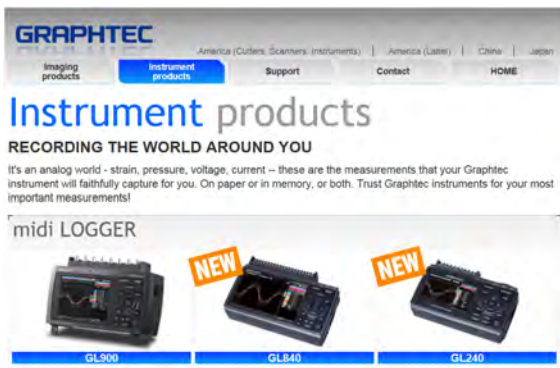 GRAPHTEC
America (Cutters, Scanners, Instruments) | America (Label) | China | Japan
Imaging products
Instrument products
Support
Contact
HOME
Instrument products
RECORDING THE WORLD AROUND YOU
It's an analog world - strain, pressure, voltage, current -- these are the measurements that your Graphtec
instrument will faithfully capture for you. On paper or in memory, or both. Trust Graphtec instruments for your most
important measurements!
midi LOGGER
NEW
NEW
GL900
GL840
GL240